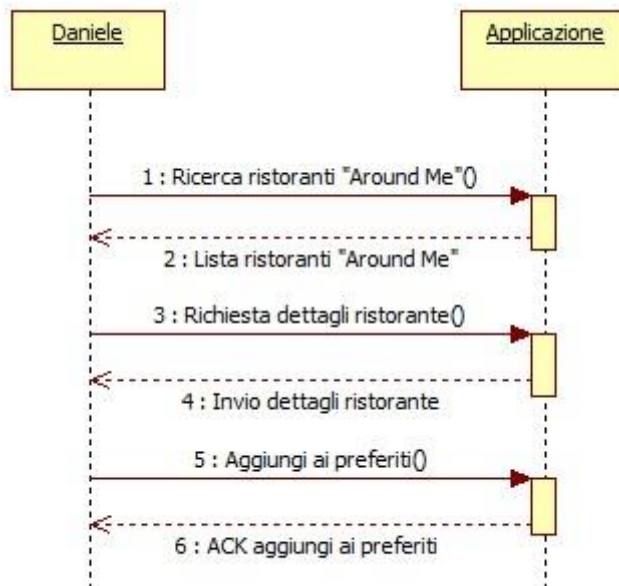 Daniele
Applicazione
1 : Ricerca ristoranti "Around Me"()
2 : Lista ristoranti "Around Me"
3 : Richiesta dettagli ristorante()
4 : Invio dettagli ristorante
5 : Aggiungi ai preferiti()
6 : ACK aggiungi ai preferiti